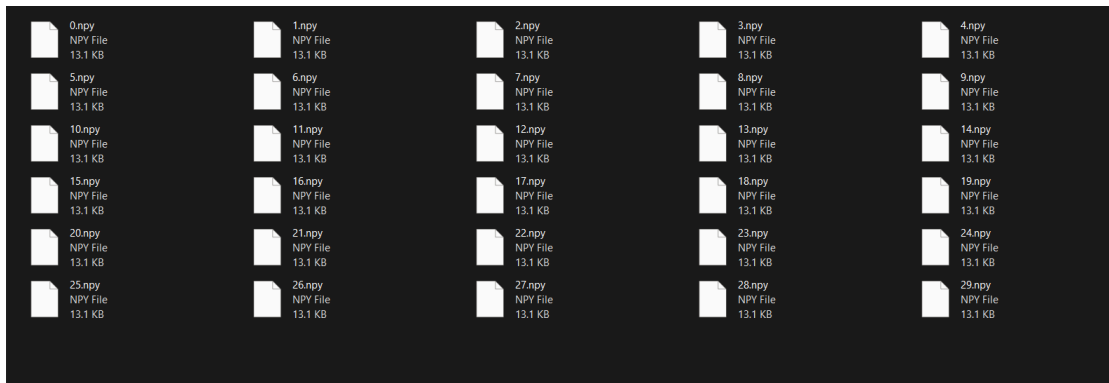 0.npy
NPY File
13.1 KB
1.npy
NPY File
13.1 KB
2.npy
NPY File
13.1 KB
3.npy
NPY File
13.1 KB
4.npy
NPY File
13.1 KB
5.npy
NPY File
13.1 KB
6.npy
NPY File
13.1 KB
7.npy
NPY File
13.1 KB
8.npy
NPY File
13.1 KB
9.npy
NPY File
13.1 KB
10.npy
NPY File
13.1 KB
11.npy
NPY File
13.1 KB
12.npy
NPY File
13.1 KB
13.npy
NPY File
13.1 KB
14.npy
NPY File
13.1 KB
15.npy
NPY File
13.1 KB
16.npy
NPY File
13.1 KB
17.npy
NPY File
13.1 KB
18.npy
NPY File
13.1 KB
19.npy
NPY File
13.1 KB
20.npy
NPY File
13.1 KB
21.npy
NPY File
13.1 KB
22.npy
NPY File
13.1 KB
23.npy
NPY File
13.1 KB
24.npy
NPY File
13.1 KB
25.npy
NPY File
13.1 KB
26.npy
NPY File
13.1 KB
27.npy
NPY File
13.1 KB
28.npy
NPY File
13.1 KB
29.npy
NPY File
13.1 KB